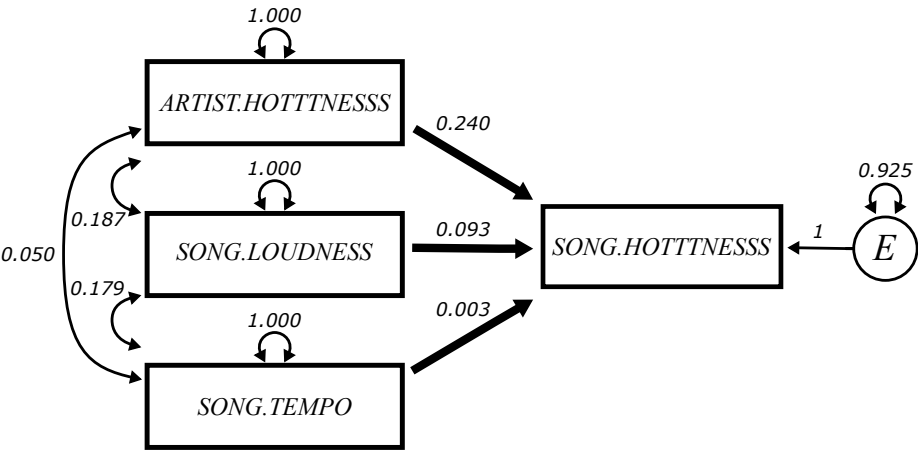 1.000
ARTIST.HOTTTNESSS
0.240
1.000
0.925
0.187
SONG.LOUDNESS
0.093
SONG.HOTTTNESSS
1
E
0.050
0.179
1.000
0.003
SONG.TEMPO